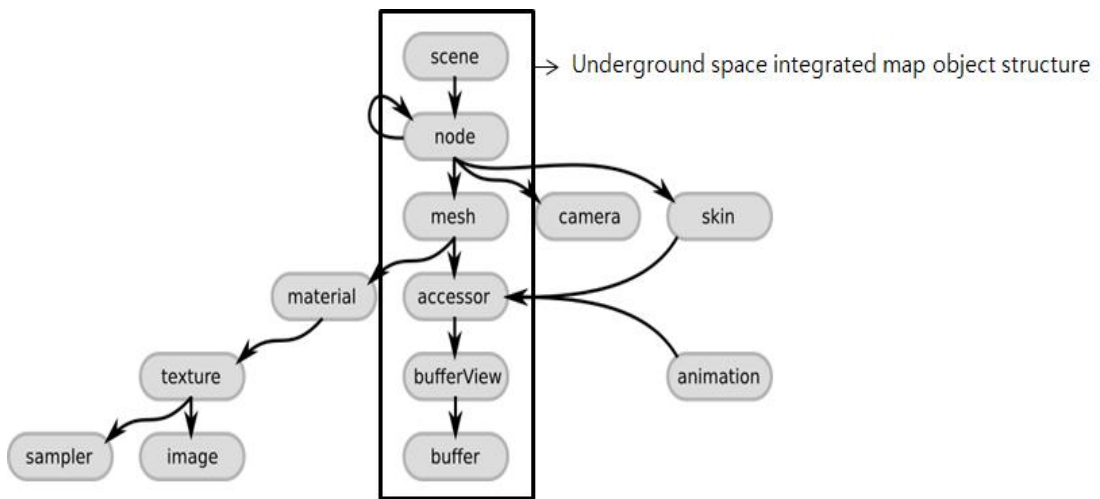 scene
Underground space integrated map object structure
node
mesh
camera
skin
material
accessor
texture
bufferView
animation
sampler
image
buffer